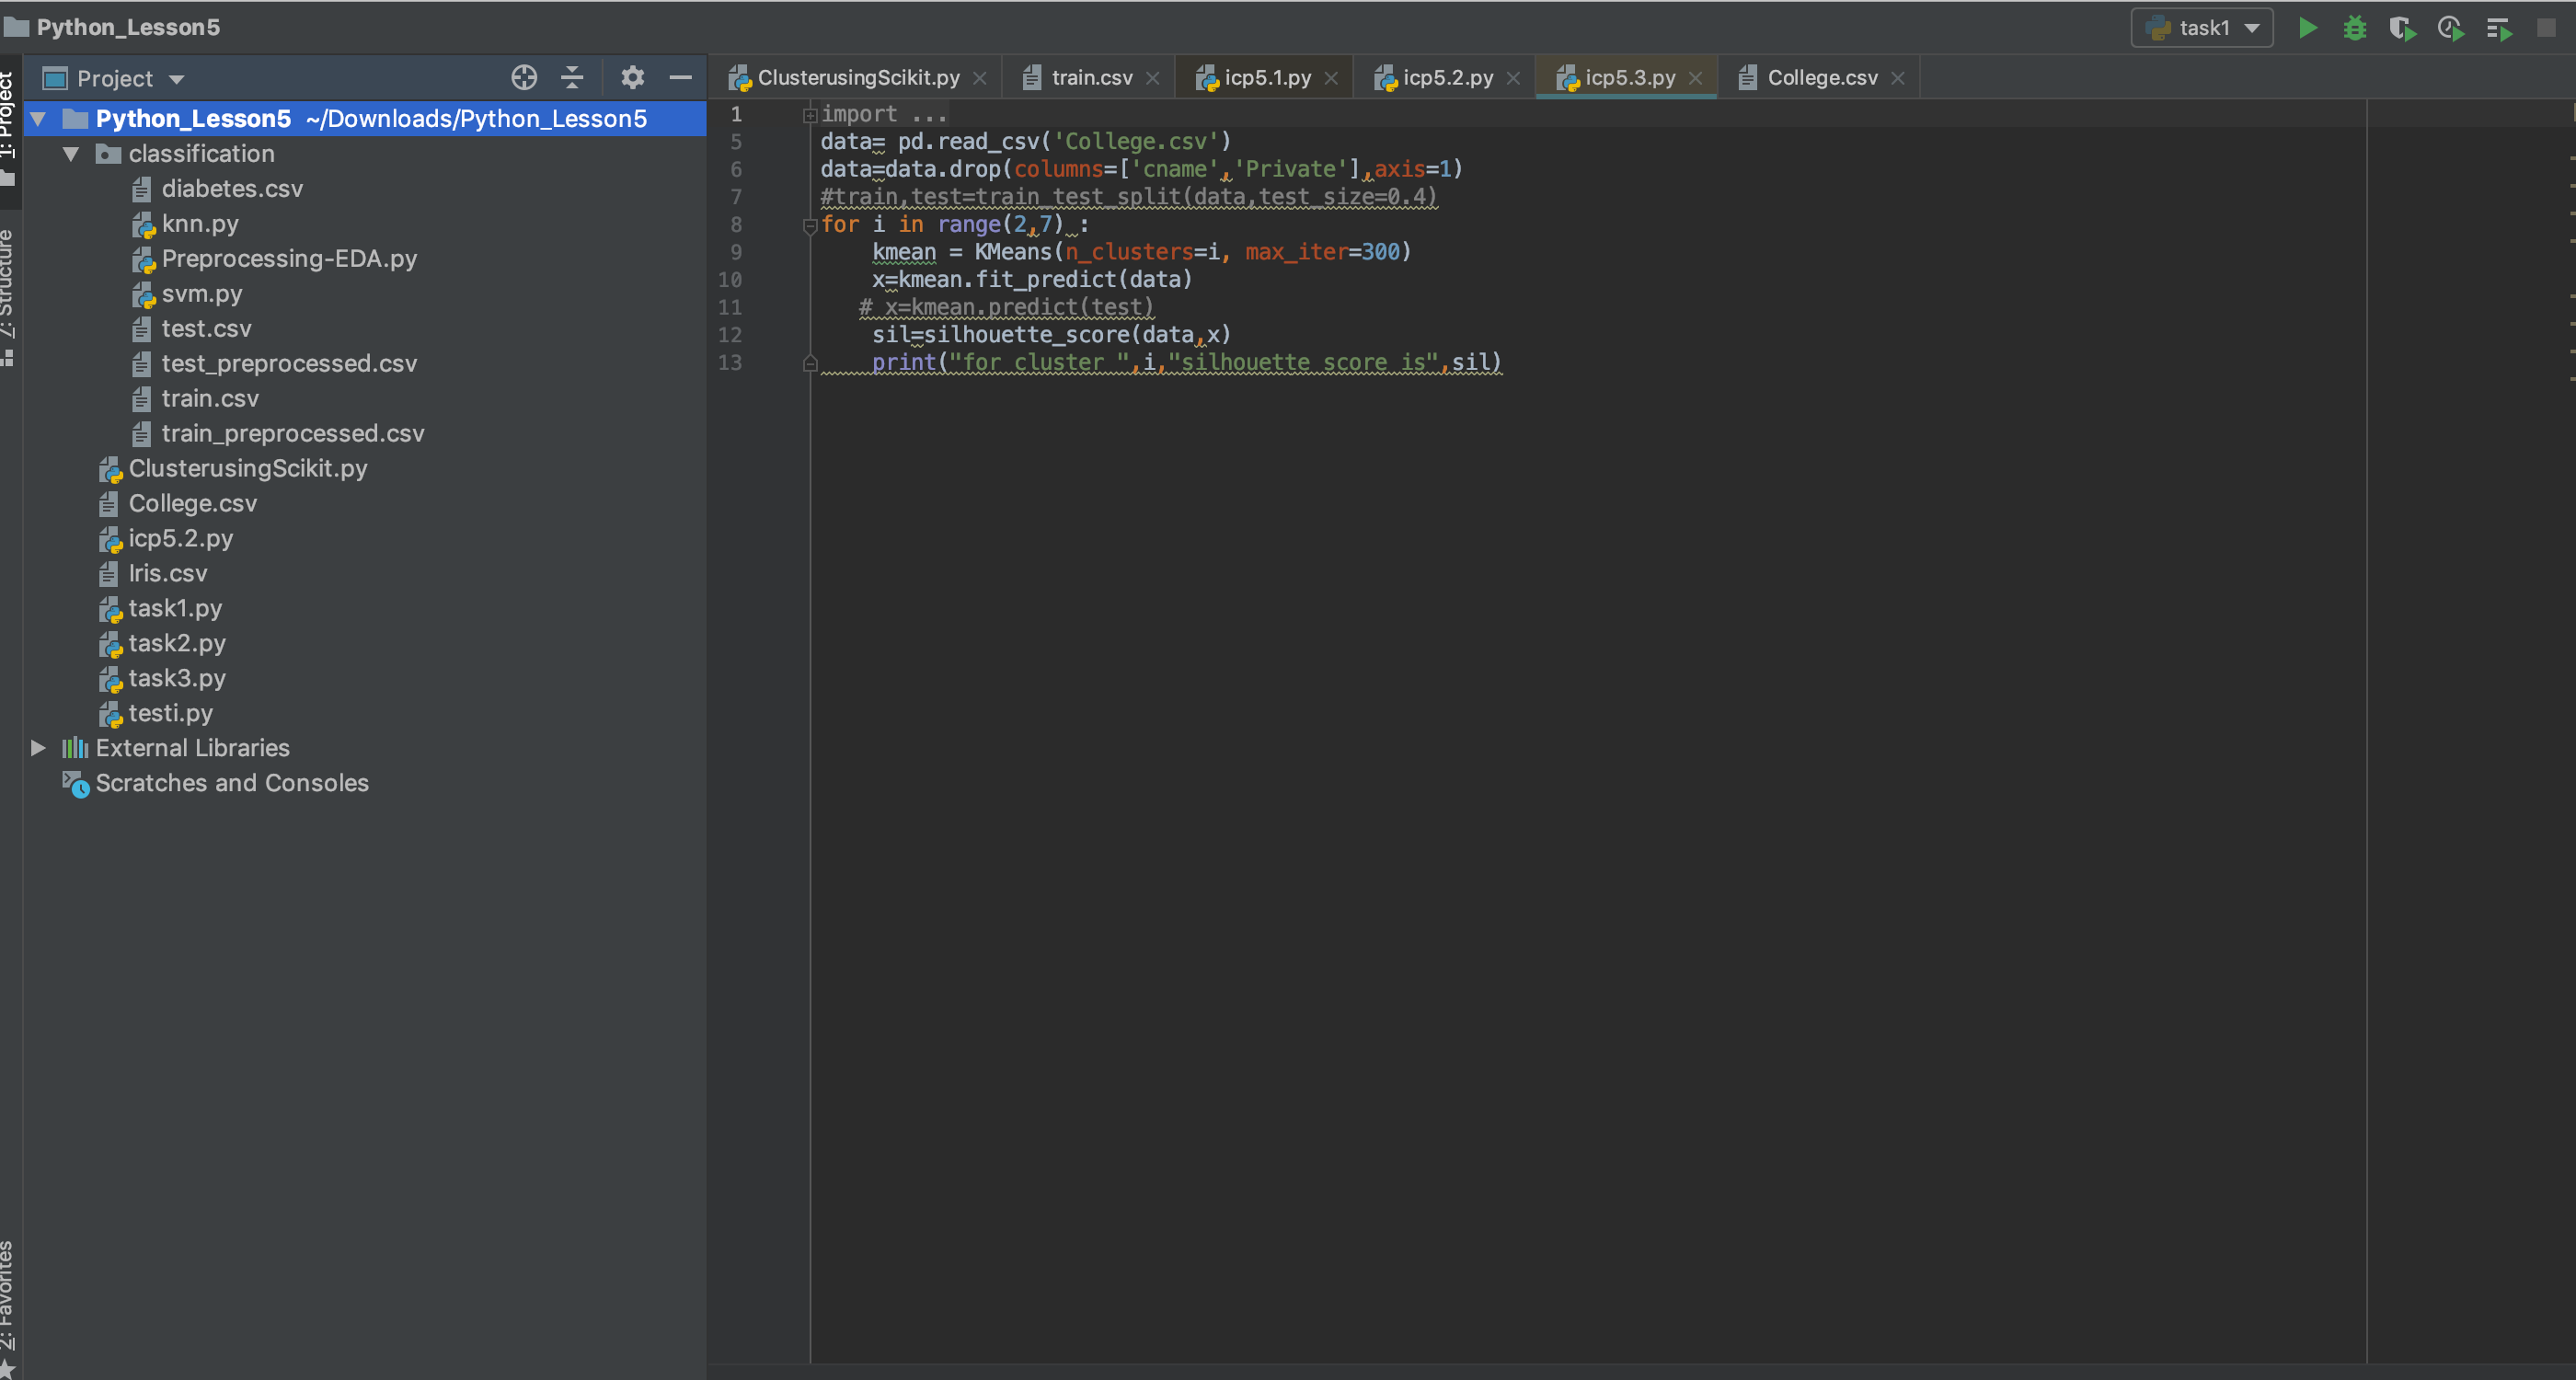 Python_Lesson5
task1
Project
ClusterusingScikit.py
train.csv
icp5.1.py
icp5.2.py
icp5.3.py
College.csv
1: Project
7: Structure
2: Favorites
Python_Lesson5 ~/Downloads/Python_Lesson5
classification
diabetes.csv
knn.py
Preprocessing-EDA.py
svm.py
test.csv
test_preprocessed.csv
train.csv
train_preprocessed.csv
ClusterusingScikit.py
College.csv
icp5.2.py
Iris.csv
task1.py
task2.py
task3.py
testi.py
External Libraries
Scratches and Consoles
1 import ...
5 data= pd.read_csv('College.csv')
6 data=data.drop(columns=['cname','Private'],axis=1)
7 #train,test=train_test_split(data,test_size=0.4)
8 for i in range(2,7) :
9     kmean = KMeans(n_clusters=i, max_iter=300)
10     x=kmean.fit_predict(data)
11    # x=kmean.predict(test)
12     sil=silhouette_score(data,x)
13     print("for cluster ",i,"silhouette score is",sil)